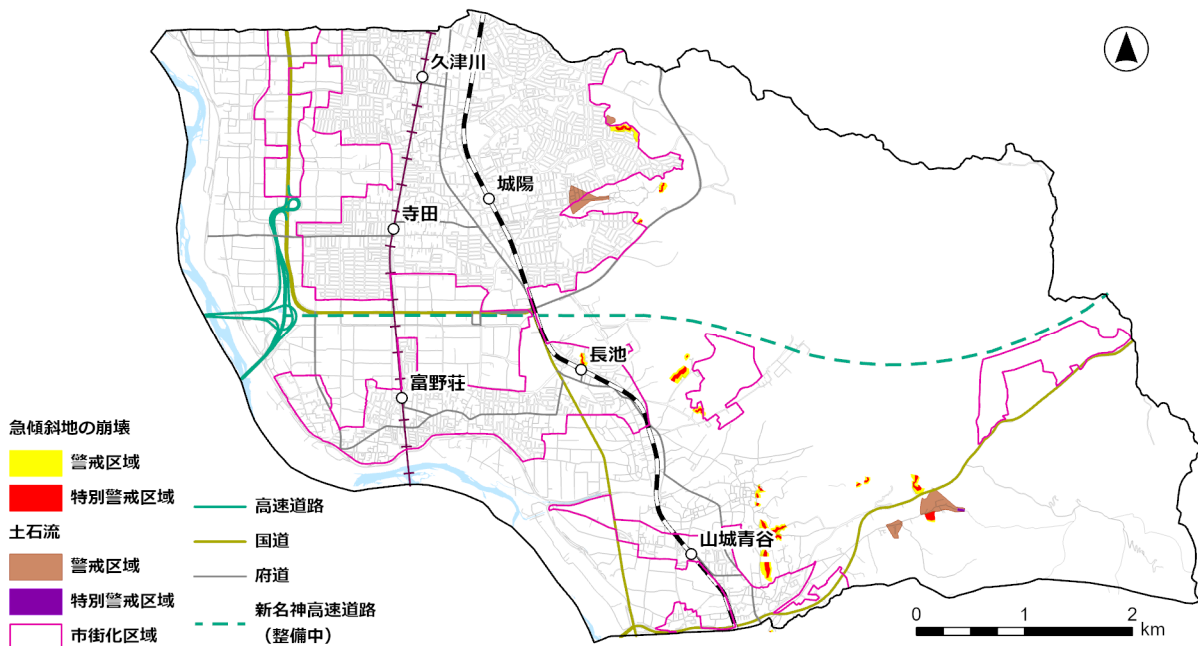 久津川
城陽
寺田
長池
富野荘
山城青谷
急傾斜地の崩壊
警戒区域
特別警戒区域
土石流
警戒区域
特別警戒区域
市街化区域
高速道路
国道
府道
新名神高速道路
（整備中）
0 1 2
km